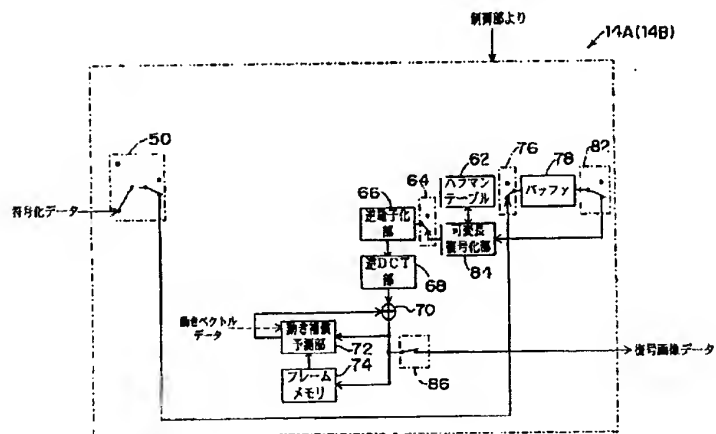 制御部より
14A(14B)
50
符号化データ
76
78
82
62
64
66
ハフマン
テーブル
バッファ
逆量子化
部
可変長
復号化部
84
逆DCT
部
68
70
動きベクトル
データ
動き補償
予測部
72
74
フレーム
メモリ
86
復号画像データ